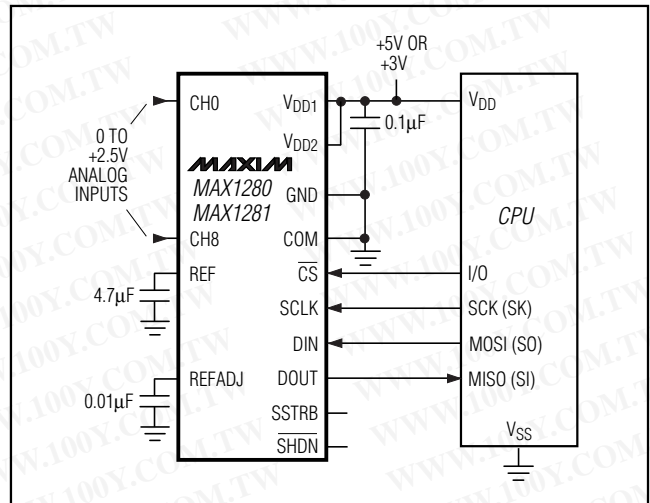 +5V OR
+3V
CH0
VDD1
VDD2
0.1µF
VDD
0 TO
+2.5V
ANALOG
INPUTS
MAXIM
MAX1280
MAX1281
GND
CPU
CH8
COM
REF
CS
I/O
4.7µF
SCLK
SCK (SK)
DIN
MOSI (SO)
REFADJ
DOUT
MISO (SI)
0.01µF
SSTRB
SHDN
VSS
WWW.100Y.COM.TW